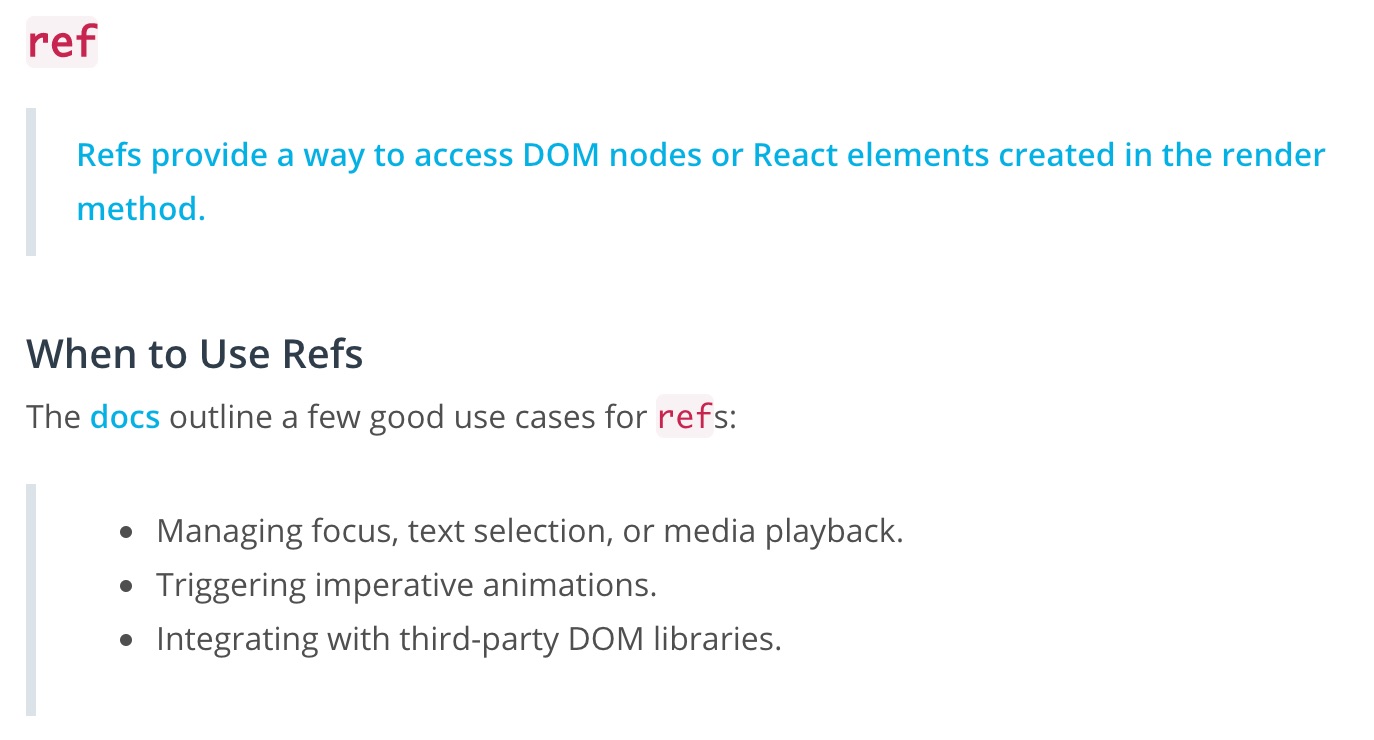 ref
Refs provide a way to access DOM nodes or React elements created in the render
method.
When to Use Refs
The docs outline a few good use cases for refs:
Managing focus, text selection, or media playback.
Triggering imperative animations.
Integrating with third-party DOM libraries.